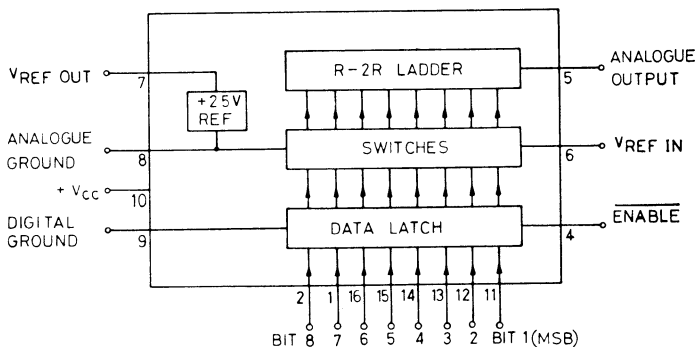 R-2R LADDER
ANALOGUE
OUTPUT
5
VREF OUT
7
+25V
REF
ANALOGUE
GROUND
8
SWITCHES
6
VREF IN
+ VCC
10
DIGITAL
GROUND
9
DATA LATCH
4
ENABLE
2 1 16 15 14 13 12 11
BIT 8 7 6 5 4 3 2 BIT 1 (MSB)